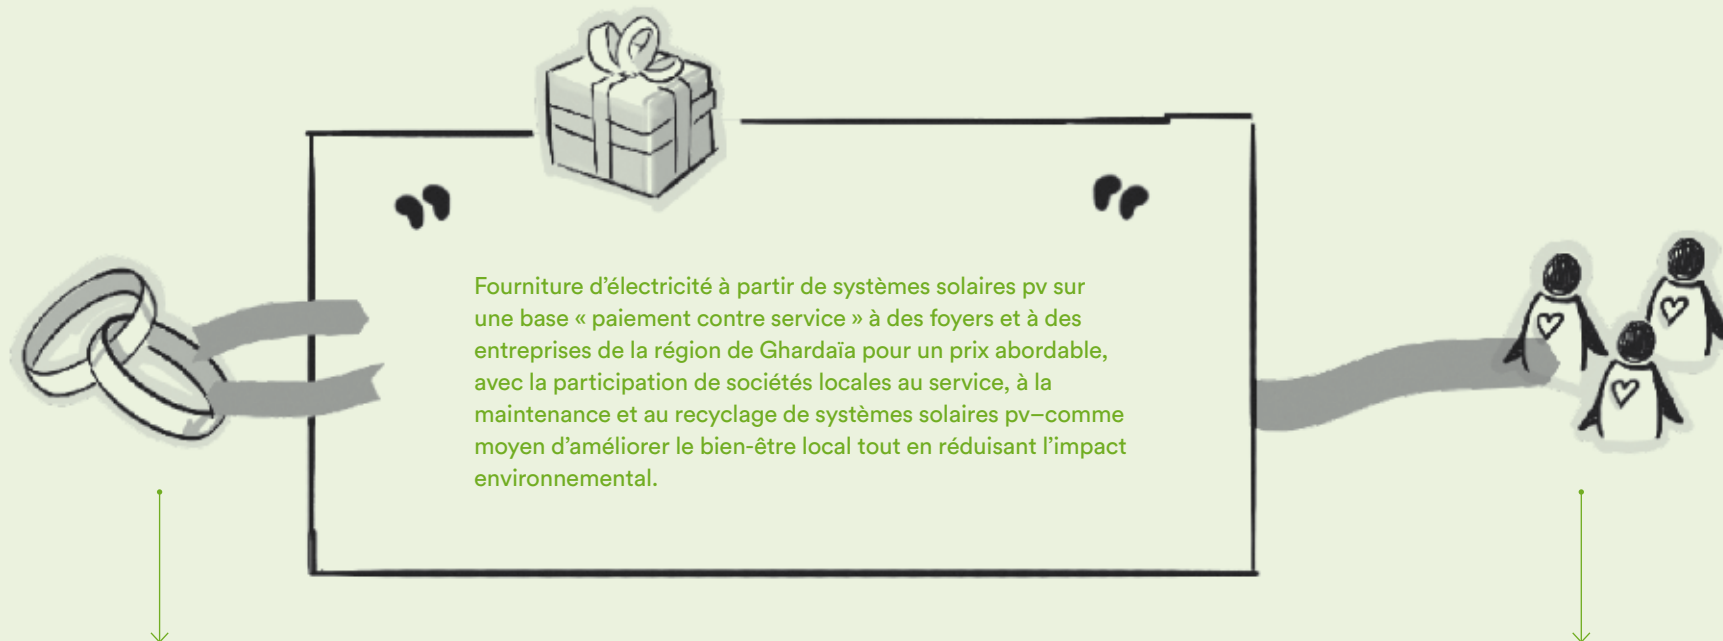 Fourniture d’électricité à partir de systèmes solaires pv sur
une base « paiement contre service » à des foyers et à des
entreprises de la région de Ghardaïa pour un prix abordable,
avec la participation de sociétés locales au service, à la
maintenance et au recyclage de systèmes solaires pv–comme
moyen d’améliorer le bien-être local tout en réduisant l’impact
environnemental.